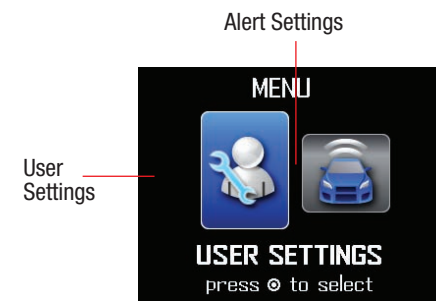 Alert Settings
MENU
User
Settings
USER SETTINGS
press ⊙ to select